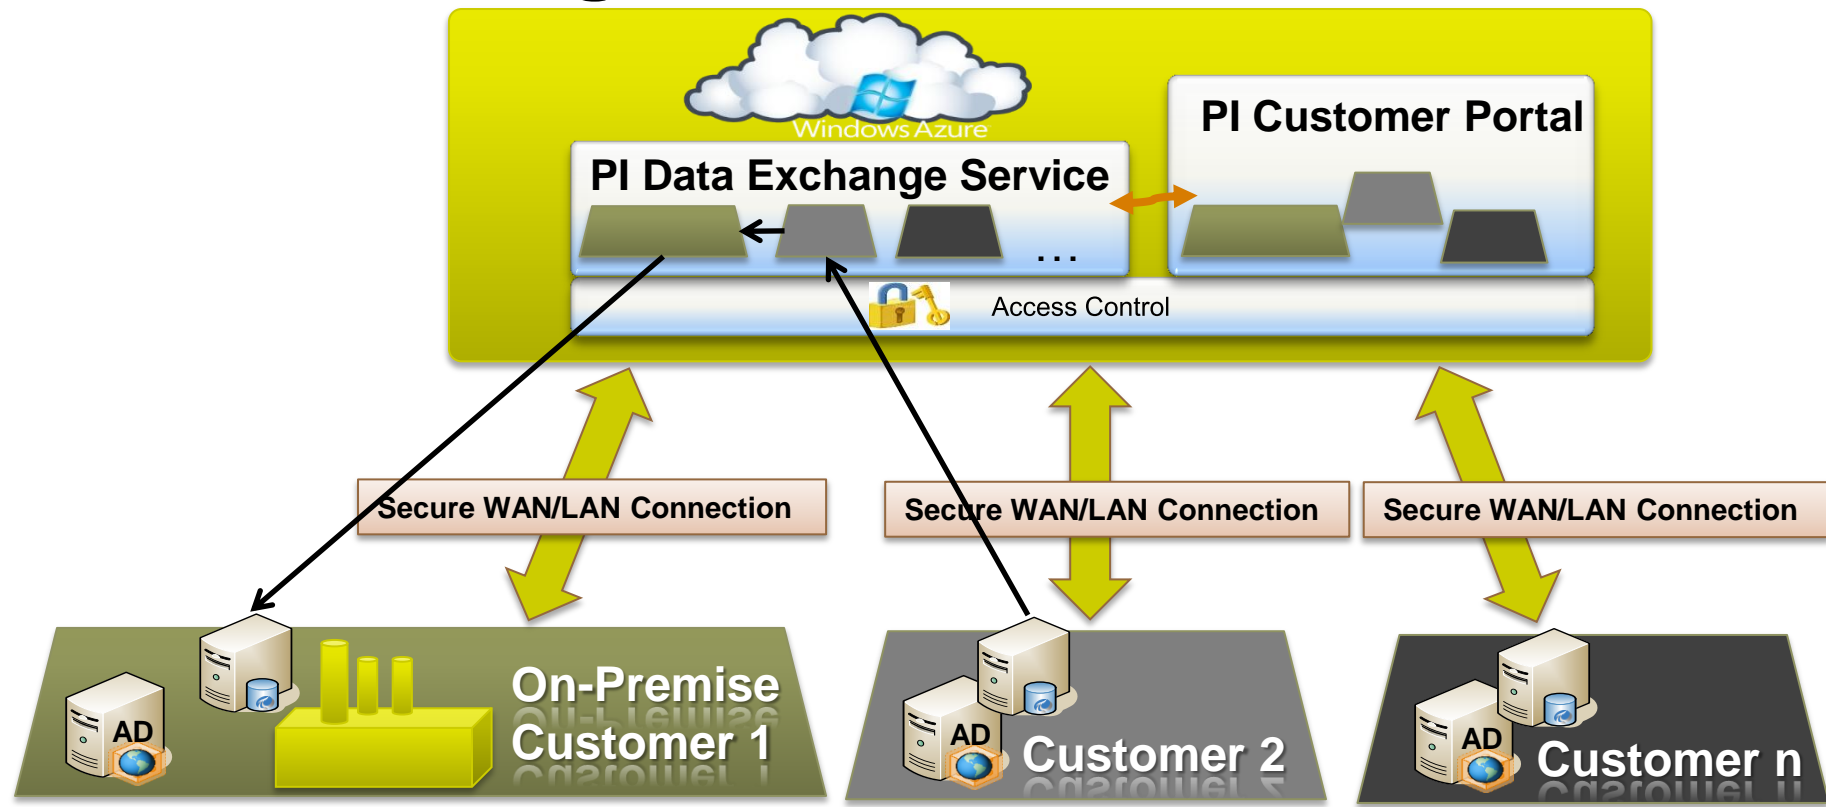 Windows Azure
PI Customer Portal
PI Data Exchange Service
...
Access Control
Secure WAN/LAN Connection
Secure WAN/LAN Connection
Secure WAN/LAN Connection
On-Premise
Customer 1
AD
AD
Customer 2
AD
Customer n